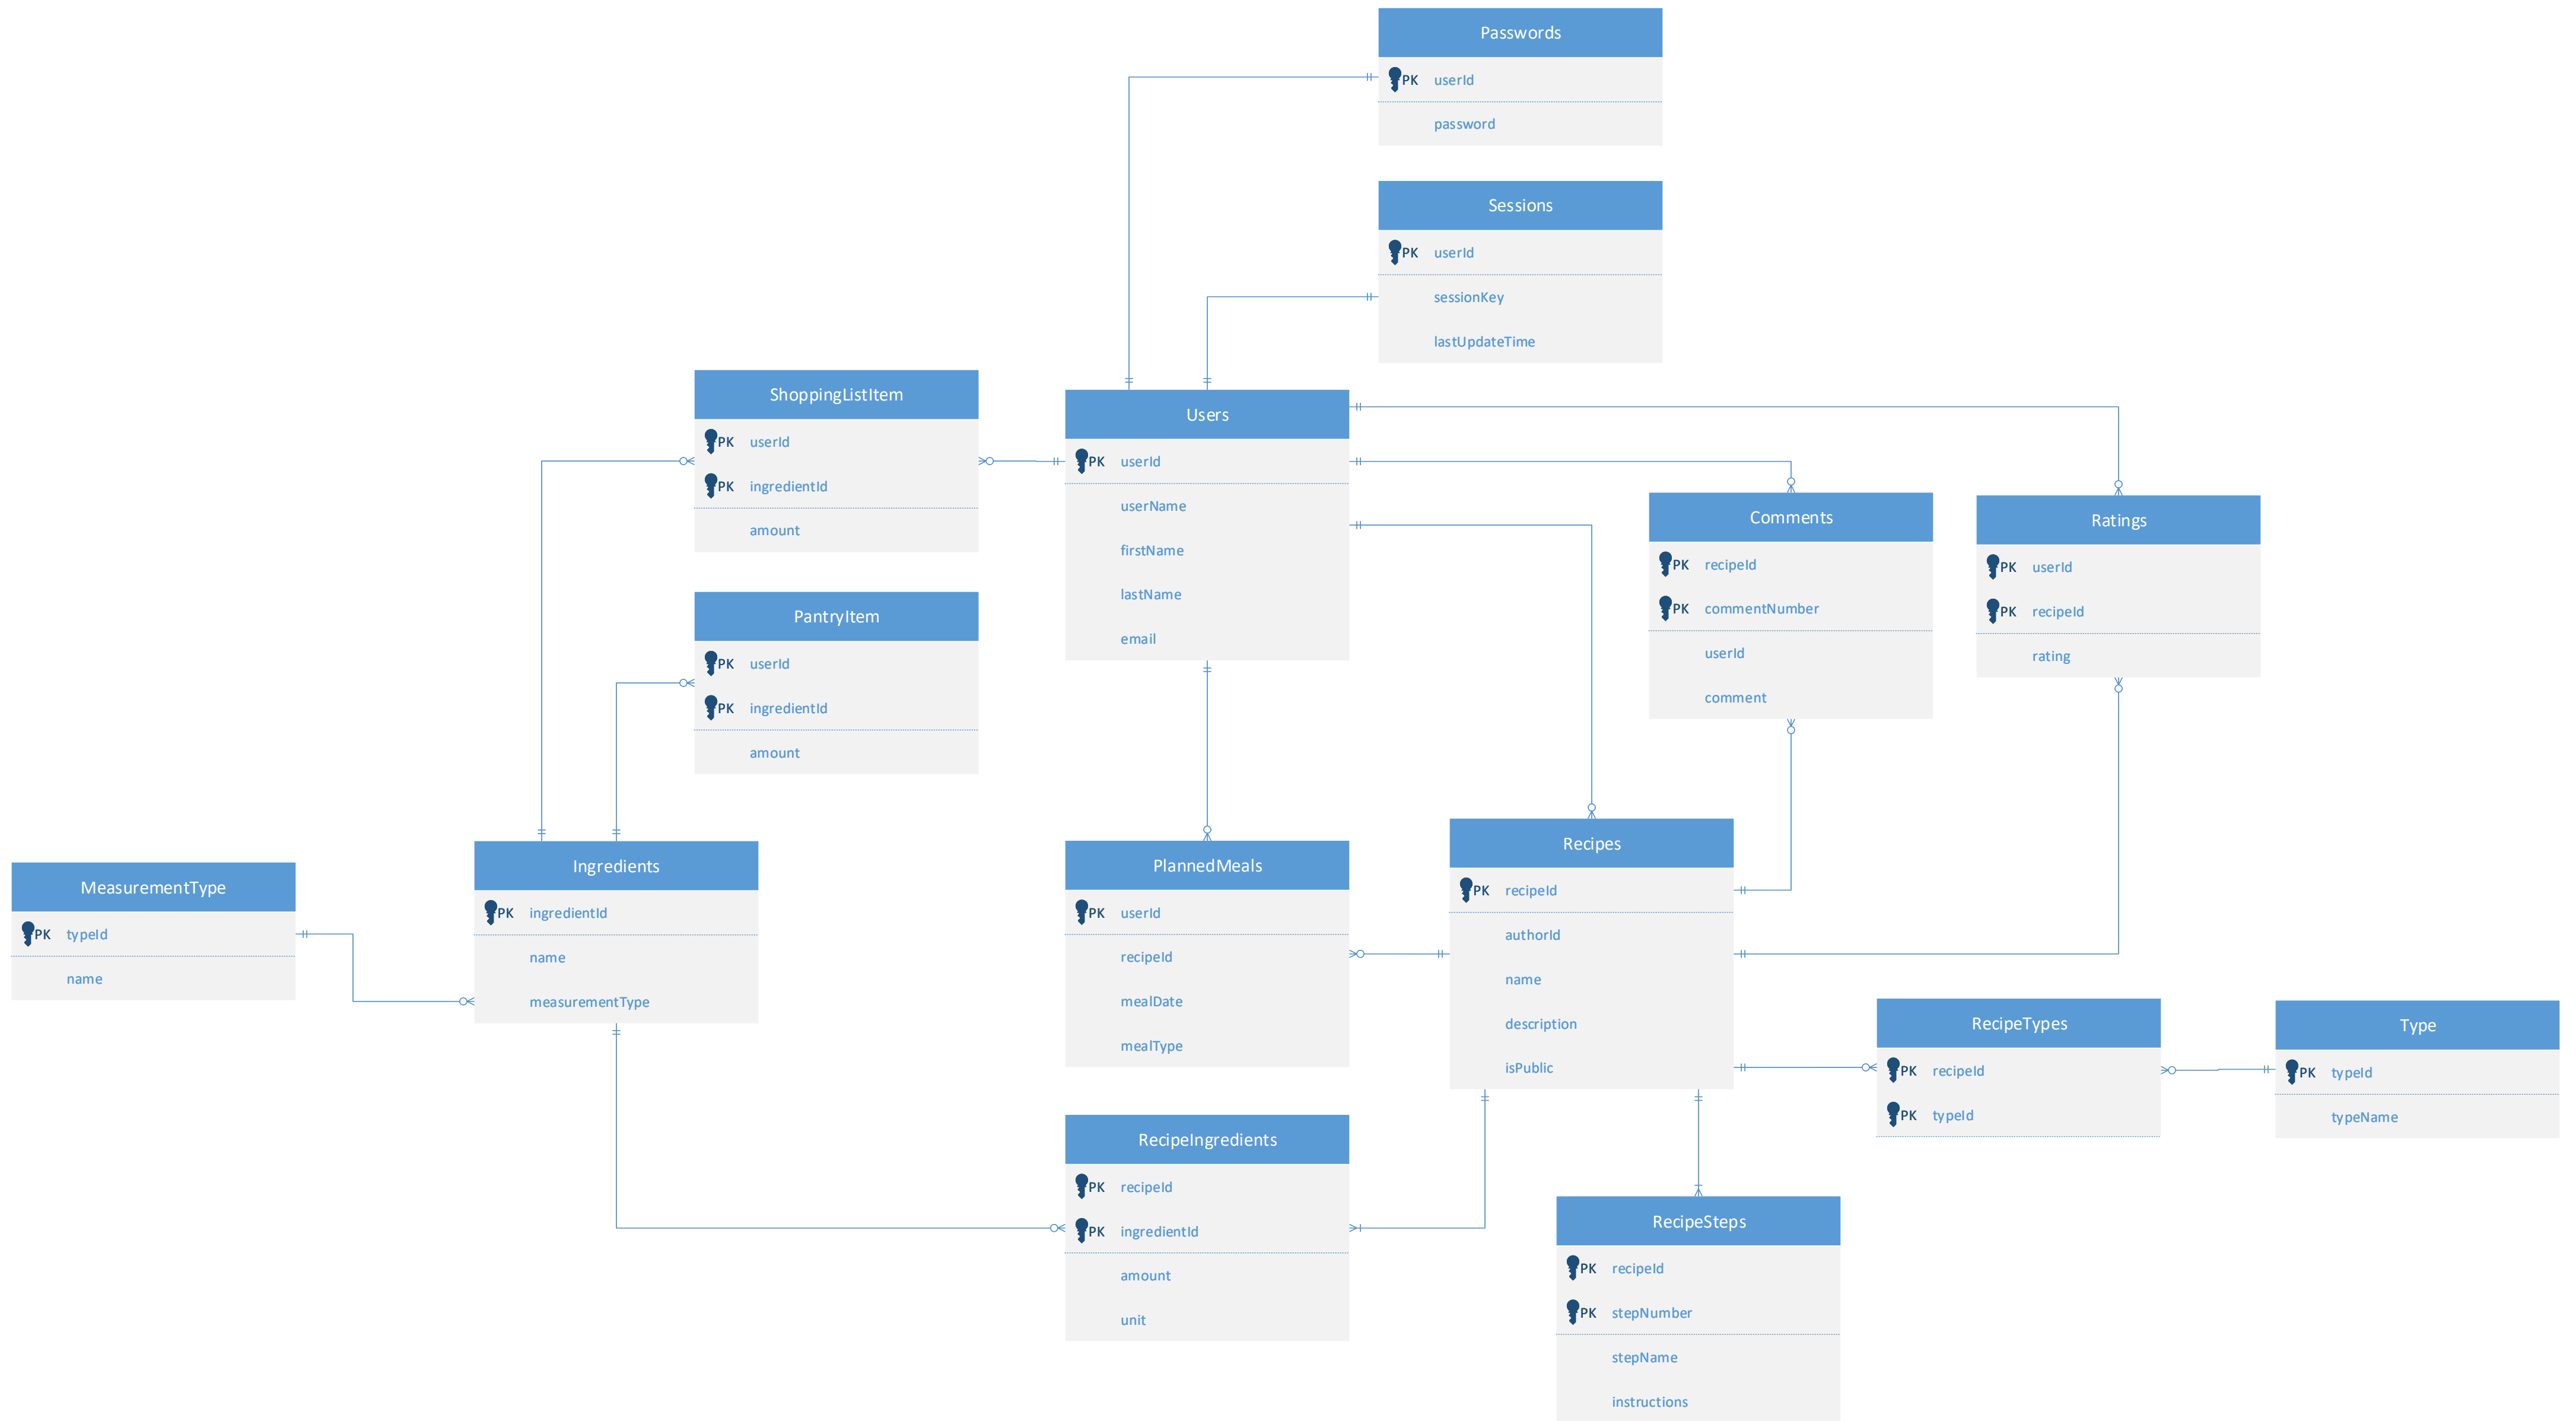 Passwords
PK userId
password
Sessions
PK userId
sessionKey
lastUpdateTime
ShoppingListItem
PK userId
PK ingredientId
amount
Users
PK userId
userName
firstName
lastName
email
Comments
PK recipeId
PK commentNumber
userId
comment
Ratings
PK userId
PK recipeId
rating
PantryItem
PK userId
PK ingredientId
amount
MeasurementType
PK typeId
name
Ingredients
PK ingredientId
name
measurementType
PlannedMeals
PK userId
recipeId
mealDate
mealType
Recipes
PK recipeId
authorId
name
description
isPublic
RecipeTypes
PK recipeId
PK typeId
Type
PK typeId
typeName
RecipeIngredients
PK recipeId
PK ingredientId
amount
unit
RecipeSteps
PK recipeId
PK stepNumber
stepName
instructions